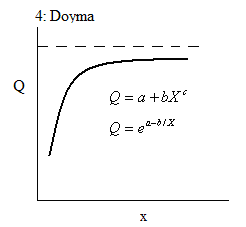 4: Doyma
Q
Q = a + bX^c
Q = e^{a-b/X}
x